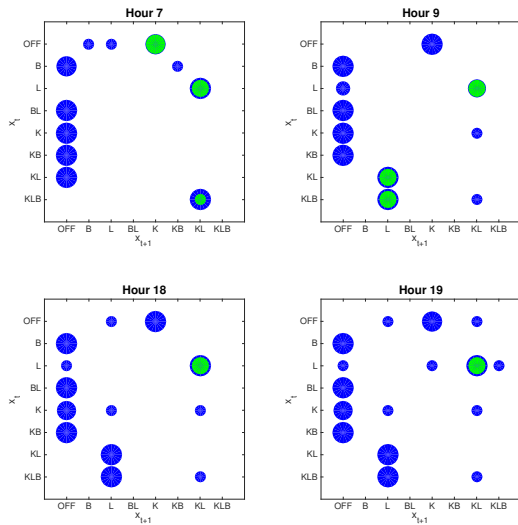 Hour 7
OFF
B
L
BL
K
KB
KL
KLB
x_t
OFF B L BL K KB KL KLB
x_{t+1}
Hour 9
OFF
B
L
BL
K
KB
KL
KLB
x_t
OFF B L BL K KB KL KLB
x_{t+1}
Hour 18
OFF
B
L
BL
K
KB
KL
KLB
x_t
OFF B L BL K KB KL KLB
x_{t+1}
Hour 19
OFF
B
L
BL
K
KB
KL
KLB
x_t
OFF B L BL K KB KL KLB
x_{t+1}